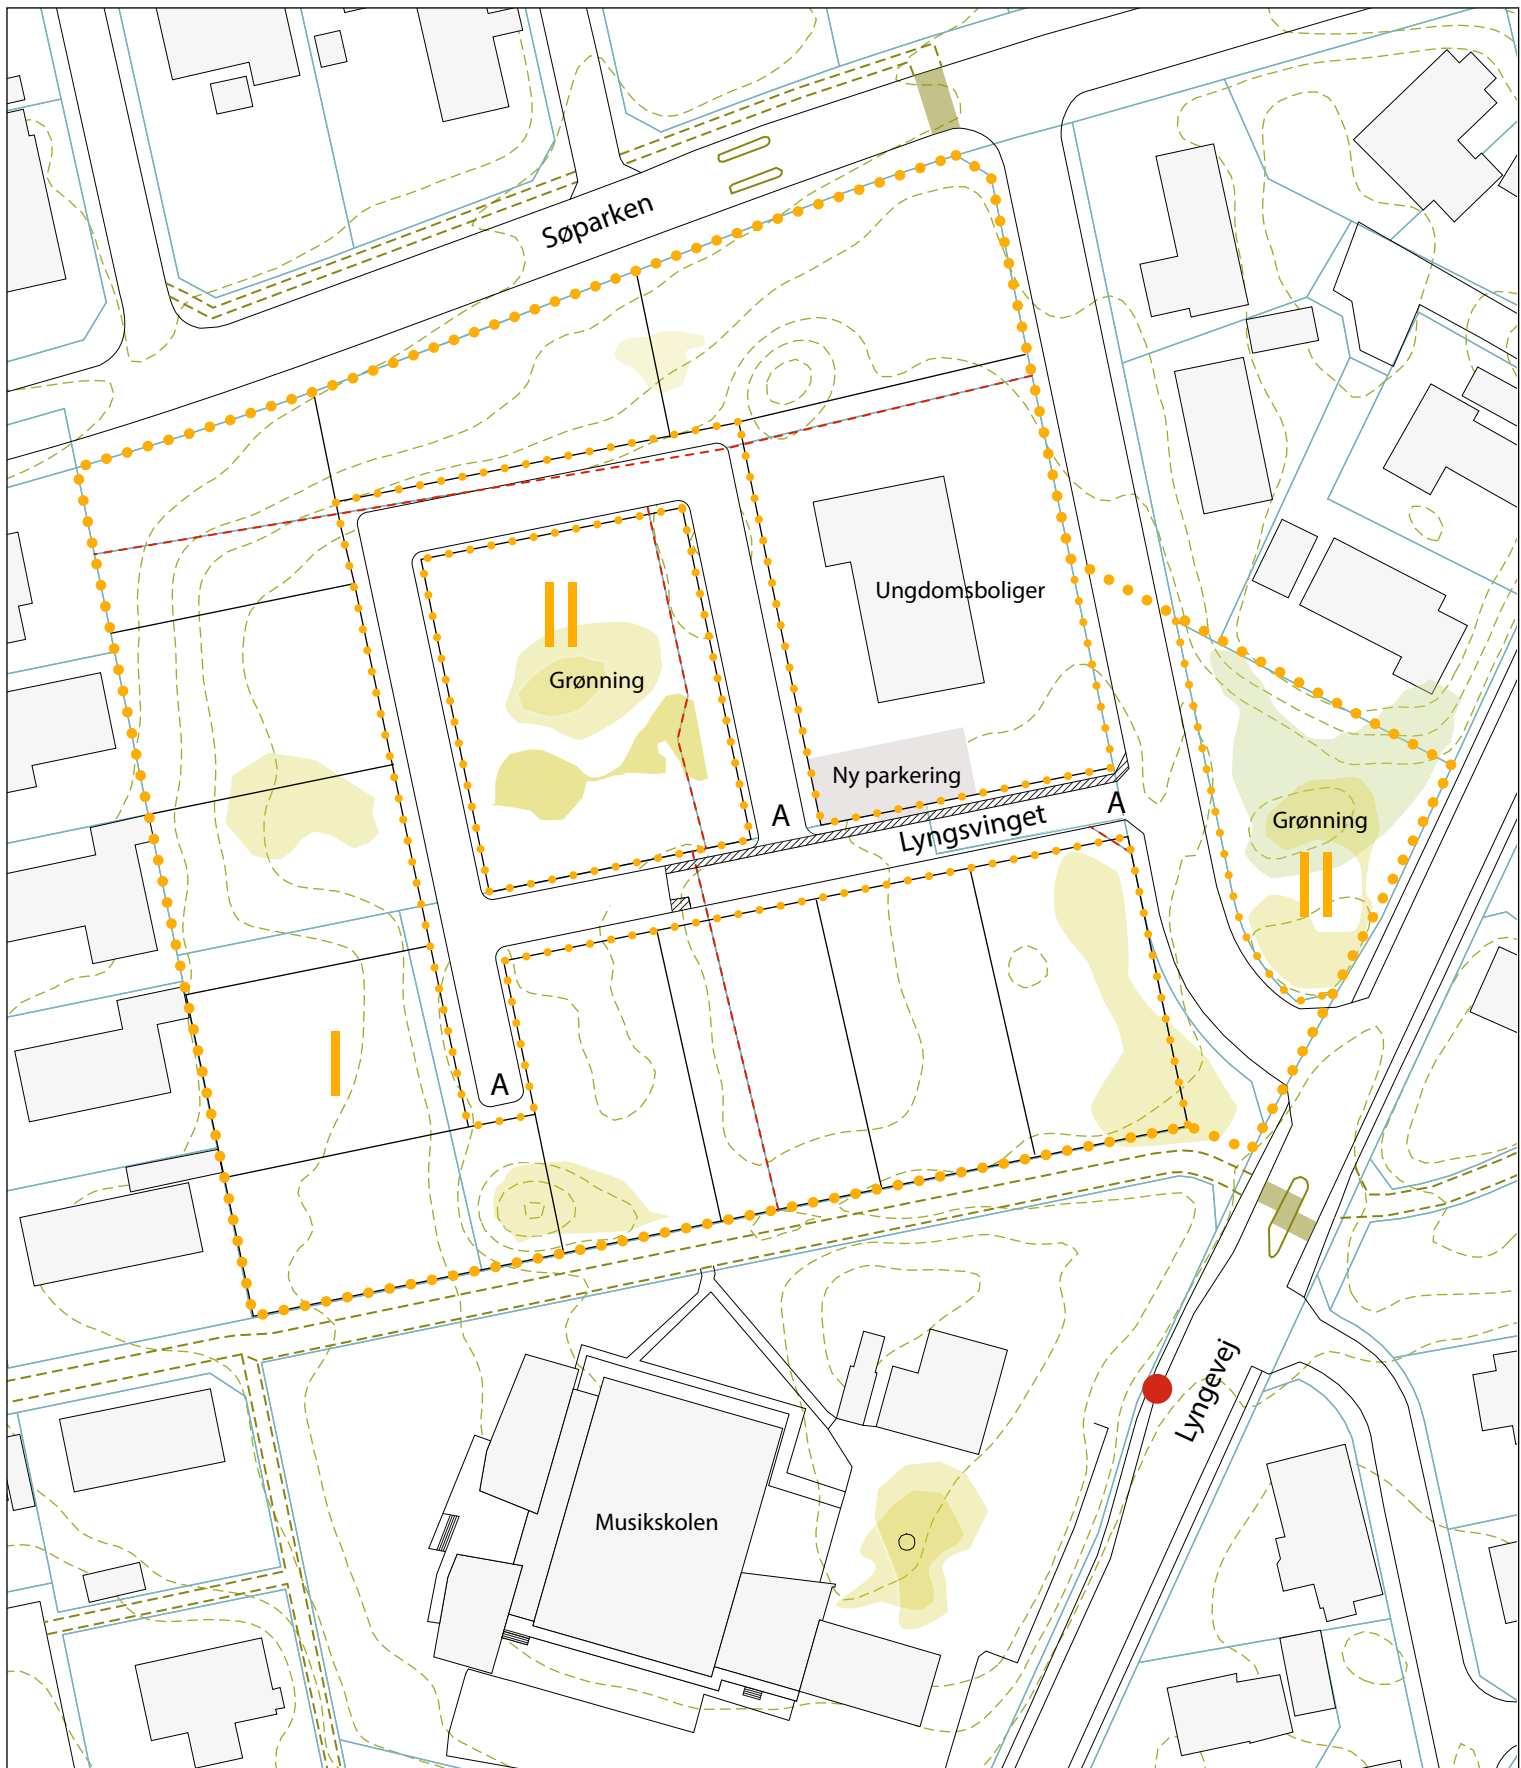 Søparken
Ungdomsboliger
II
Grønning
Ny parkering
A
A
Lyngsvinget
Grønning
II
I
A
Lyngevej
Musikskolen